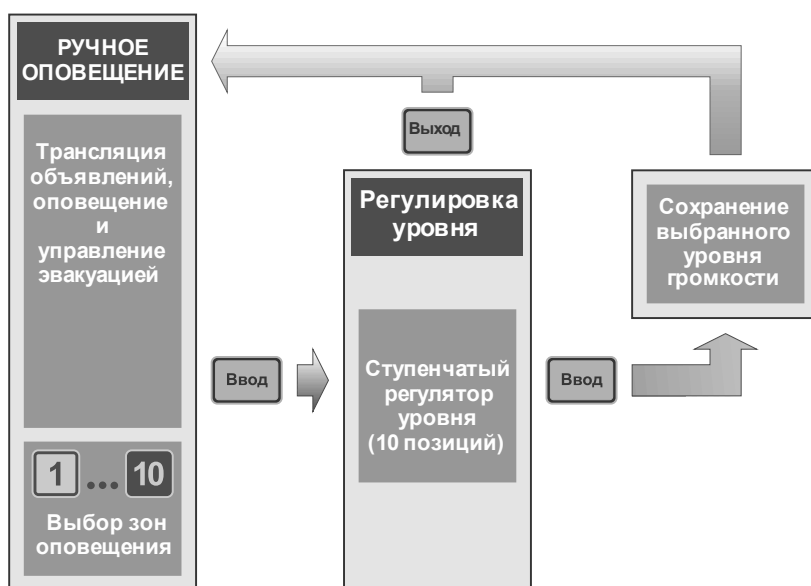 РУЧНОЕ
ОПОВЕЩЕНИЕ
Трансляция
объявлений,
оповещение
и
управление
эвакуацией
1 ... 10
Выбор зон
оповещения
Ввод
Выход
Регулировка
уровня
Ступенчатый
регулятор
уровня
(10 позиций)
Ввод
Сохранение
выбранного
уровня
громкости